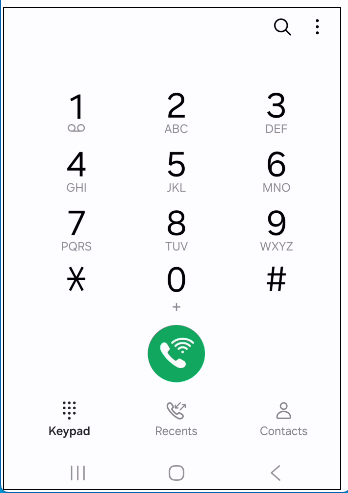 1 2 3
ABC DEF
4 5 6
GHI JKL MNO
7 8 9
PQRS TUV WXYZ
* 0 #
+
Keypad Recents Contacts